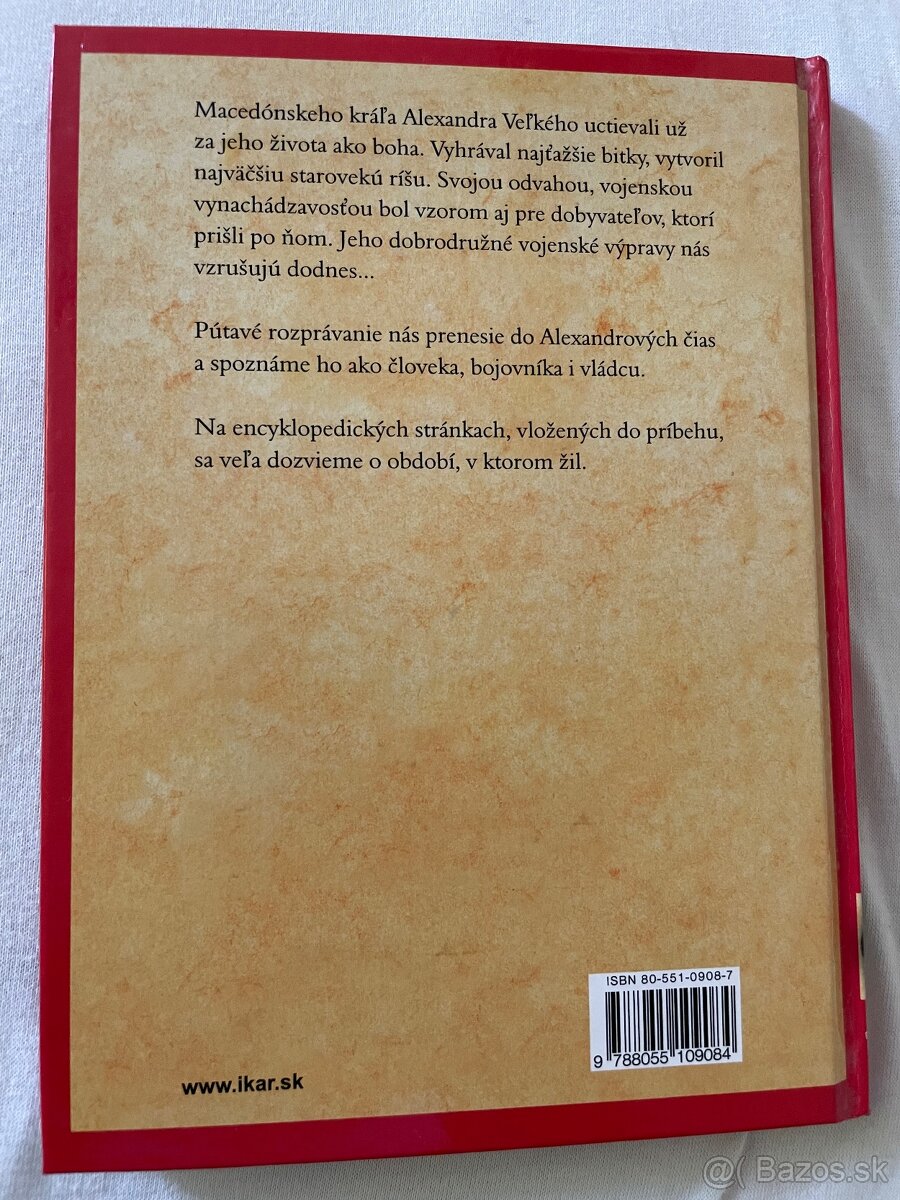 Macedónskeho kráľa Alexandra Veľkého uctievali už
za jeho života ako boha. Vyhrával najťažšie bitky, vytvoril
najväčšiu starovekú ríšu. Svojou odvahou, vojenskou
vynachádzavosťou bol vzorom aj pre dobyvateľov, ktorí
prišli po ňom. Jeho dobrodružné vojenské výpravy nás
vzrušujú dodnes...
Pútavé rozprávanie nás prenesie do Alexandrových čias
a spoznáme ho ako človeka, bojovníka i vládcu.
Na encyklopedických stránkach, vložených do príbehu,
sa veľa dozvieme o období, v ktorom žil.
ISBN 80-551-0908-7
9 788055 109084
www.ikar.sk
@( Bazos.sk